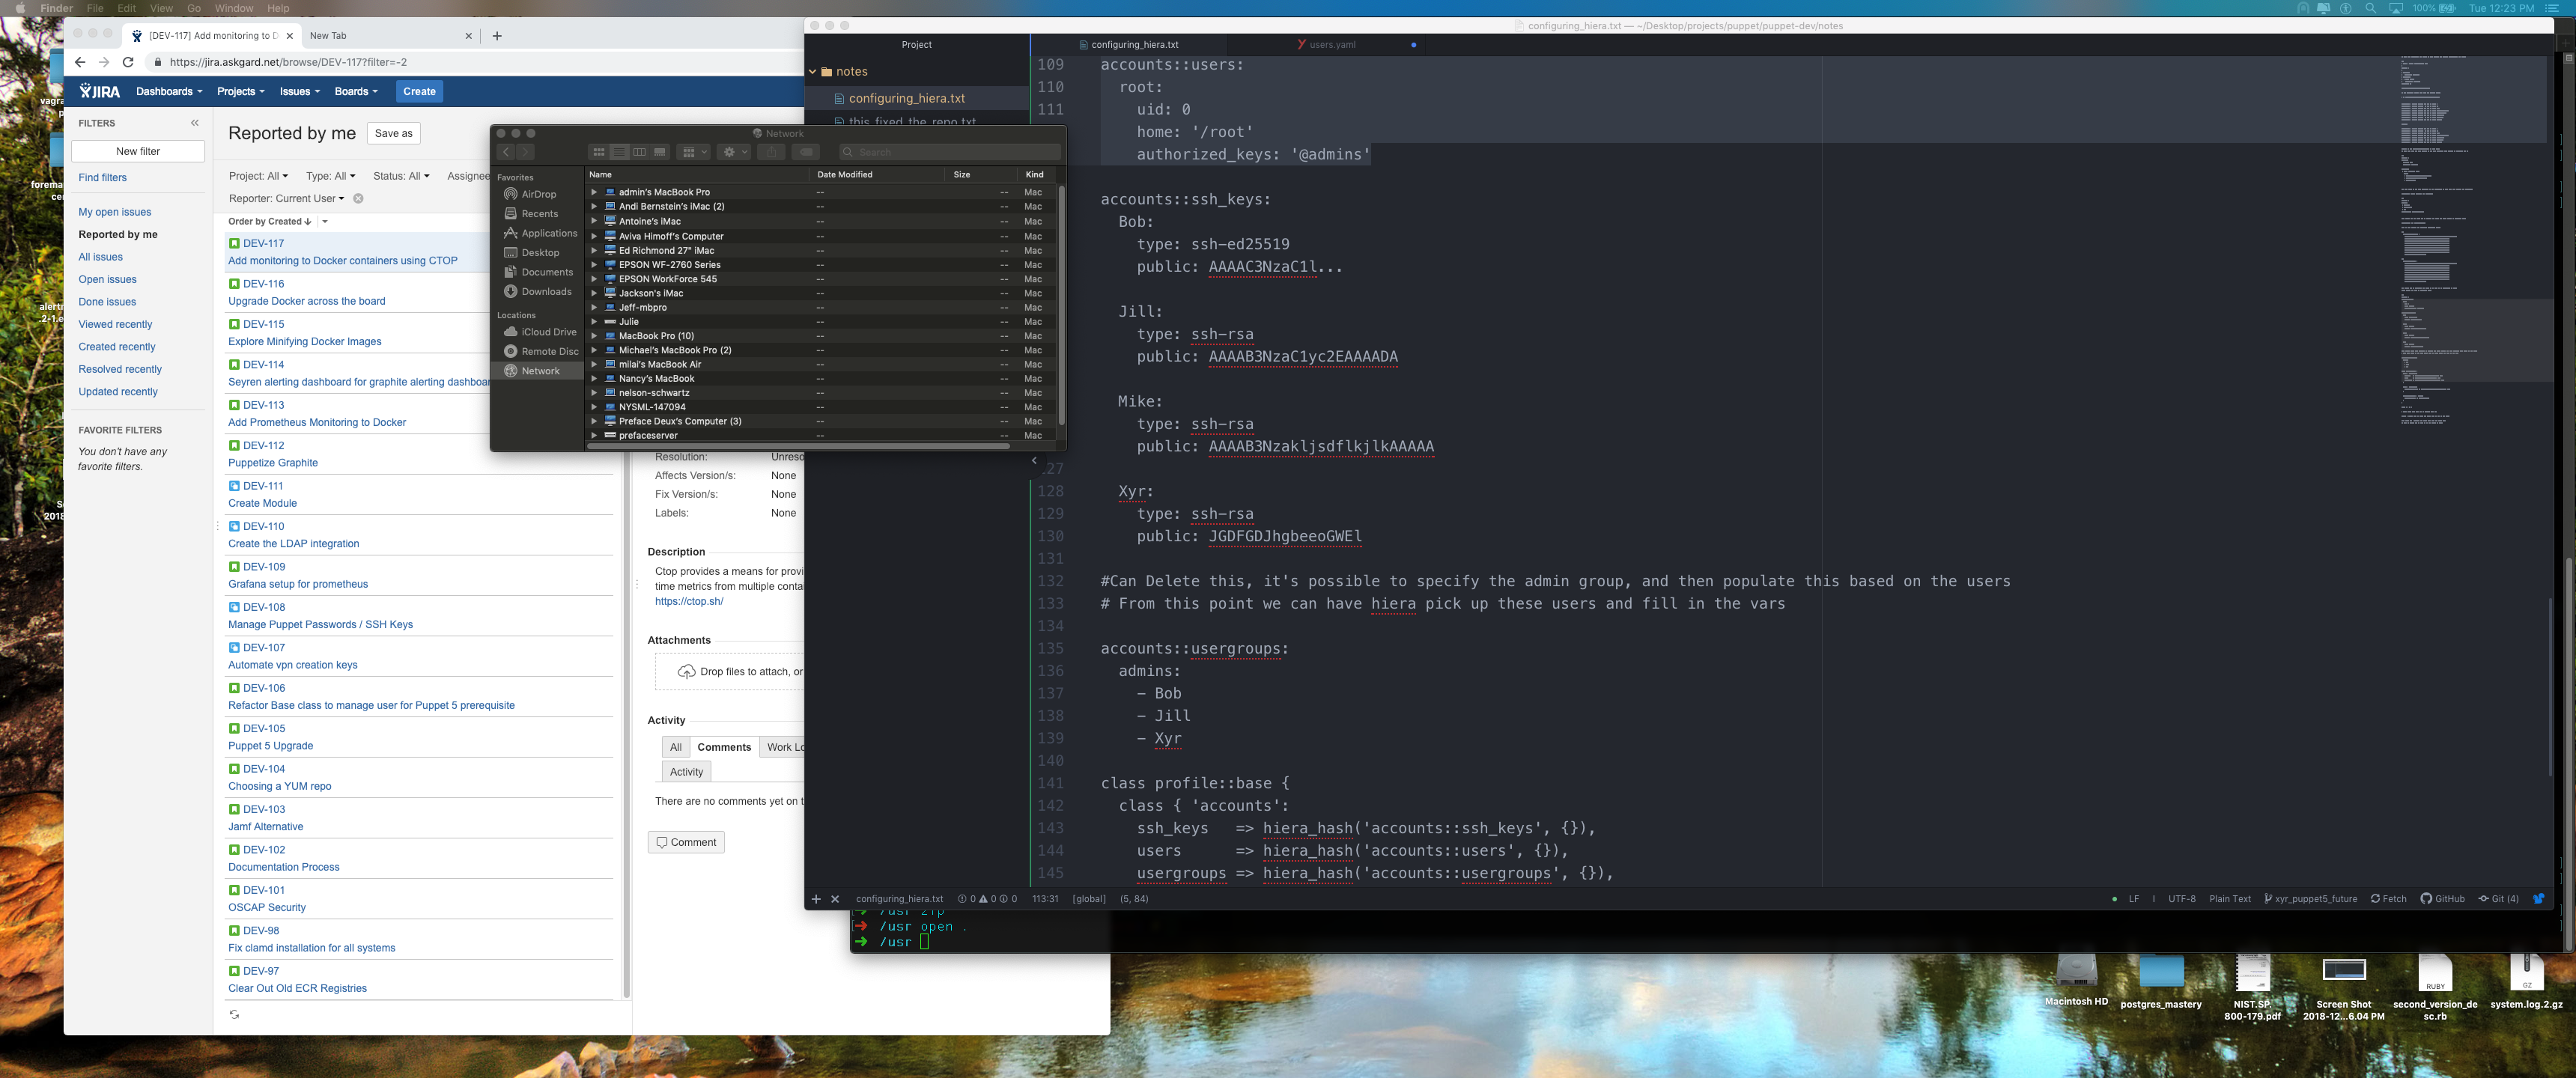 Finder File Edit View Go Window Help
100% Tue 12:23 PM
[DEV-117] Add monitoring to D
New Tab
https://jira.askgard.net/browse/DEV-117?filter=-2
JIRA Dashboards Projects Issues Boards Create
FILTERS
New filter
Find filters
My open issues
Reported by me
All issues
Open issues
Done issues
Viewed recently
Created recently
Resolved recently
Updated recently
FAVORITE FILTERS
You don't have any
favorite filters.
Reported by me Save as
Project: All Type: All Status: All Assignee
Reporter: Current User
Order by Created
DEV-117
Add monitoring to Docker containers using CTOP
DEV-116
Upgrade Docker across the board
DEV-115
Explore Minifying Docker Images
DEV-114
Seyren alerting dashboard for graphite alerting dashboar
DEV-113
Add Prometheus Monitoring to Docker
DEV-112
Puppetize Graphite
DEV-111
Create Module
DEV-110
Create the LDAP integration
DEV-109
Grafana setup for prometheus
DEV-108
Manage Puppet Passwords / SSH Keys
DEV-107
Automate vpn creation keys
DEV-106
Refactor Base class to manage user for Puppet 5 prerequisite
DEV-105
Puppet 5 Upgrade
DEV-104
Choosing a YUM repo
DEV-103
Jamf Alternative
DEV-102
Documentation Process
DEV-101
OSCAP Security
DEV-98
Fix clamd installation for all systems
DEV-97
Clear Out Old ECR Registries
Resolution: Unreso
Affects Version/s: None
Fix Version/s: None
Labels: None
Description
Ctop provides a means for provi
time metrics from multiple conta
https://ctop.sh/
Attachments
Drop files to attach, or
Activity
All Comments Work Lo
Activity
There are no comments yet on t
Comment
Network
Search
Favorites
AirDrop
Recents
Applications
Desktop
Documents
Downloads
Locations
iCloud Drive
Remote Disc
Network
Name Date Modified Size Kind
admin's MacBook Pro -- -- Mac
Andi Bernstein's iMac (2) -- -- Mac
Antoine's iMac -- -- Mac
Aviva Himoff's Computer -- -- Mac
Ed Richmond 27" iMac -- -- Mac
EPSON WF-2760 Series -- -- Mac
EPSON WorkForce 545 -- -- Mac
Jackson's iMac -- -- Mac
Jeff-mbpro -- -- Mac
Julie -- -- Mac
MacBook Pro (10) -- -- Mac
Michael's MacBook Pro (2) -- -- Mac
milai's MacBook Air -- -- Mac
Nancy's MacBook -- -- Mac
nelson-schwartz -- -- Mac
NYSML-147094 -- -- Mac
Preface Deux's Computer (3) -- -- Mac
prefaceserver -- -- Mac
configuring_hiera.txt — ~/Desktop/projects/puppet/puppet-dev/notes
Project
configuring_hiera.txt
users.yaml
notes
configuring_hiera.txt
this_fixed_the_repo.txt
109 accounts::users:
110 root:
111 uid: 0
home: '/root'
authorized_keys: '@admins'
accounts::ssh_keys:
Bob:
type: ssh-ed25519
public: AAAAC3NzaC1l...
Jill:
type: ssh-rsa
public: AAAAB3NzaC1yc2EAAAADA
Mike:
type: ssh-rsa
public: AAAAB3NzakljsdflkjlkAAAAA
127
128 Xyr:
129 type: ssh-rsa
130 public: JGDFGDJhgbeeoGWEl
131
132 #Can Delete this, it's possible to specify the admin group, and then populate this based on the users
133 # From this point we can have hiera pick up these users and fill in the vars
134
135 accounts::usergroups:
136 admins:
137 - Bob
138 - Jill
139 - Xyr
140
141 class profile::base {
142 class { 'accounts':
143 ssh_keys => hiera_hash('accounts::ssh_keys', {}),
144 users => hiera_hash('accounts::users', {}),
145 usergroups => hiera_hash('accounts::usergroups', {}),
configuring_hiera.txt 0 0 0 113:31 [global] (5, 84)
LF UTF-8 Plain Text xyr_puppet5_future Fetch GitHub Git (4)
/usr zip
/usr open .
/usr
vagra
forema
alert
.2-1.e
2018
Macintosh HD
postgres_mastery
NIST.SP.
800-179.pdf
Screen Shot
2018-12...6.04 PM
RUBY
second_version_de
sc.rb
GZ
system.log.2.gz